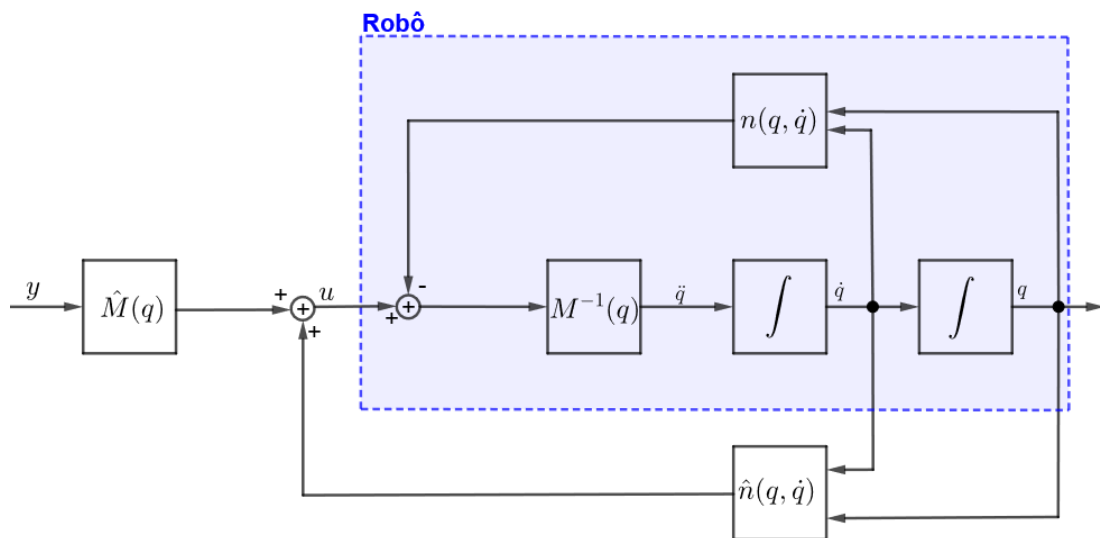 Robô
n(q, q̇)
-
y
M̂(q)
+
+
u
+
+
+
M⁻¹(q)
q̈
∫
q̇
∫
q
n̂(q, q̇)